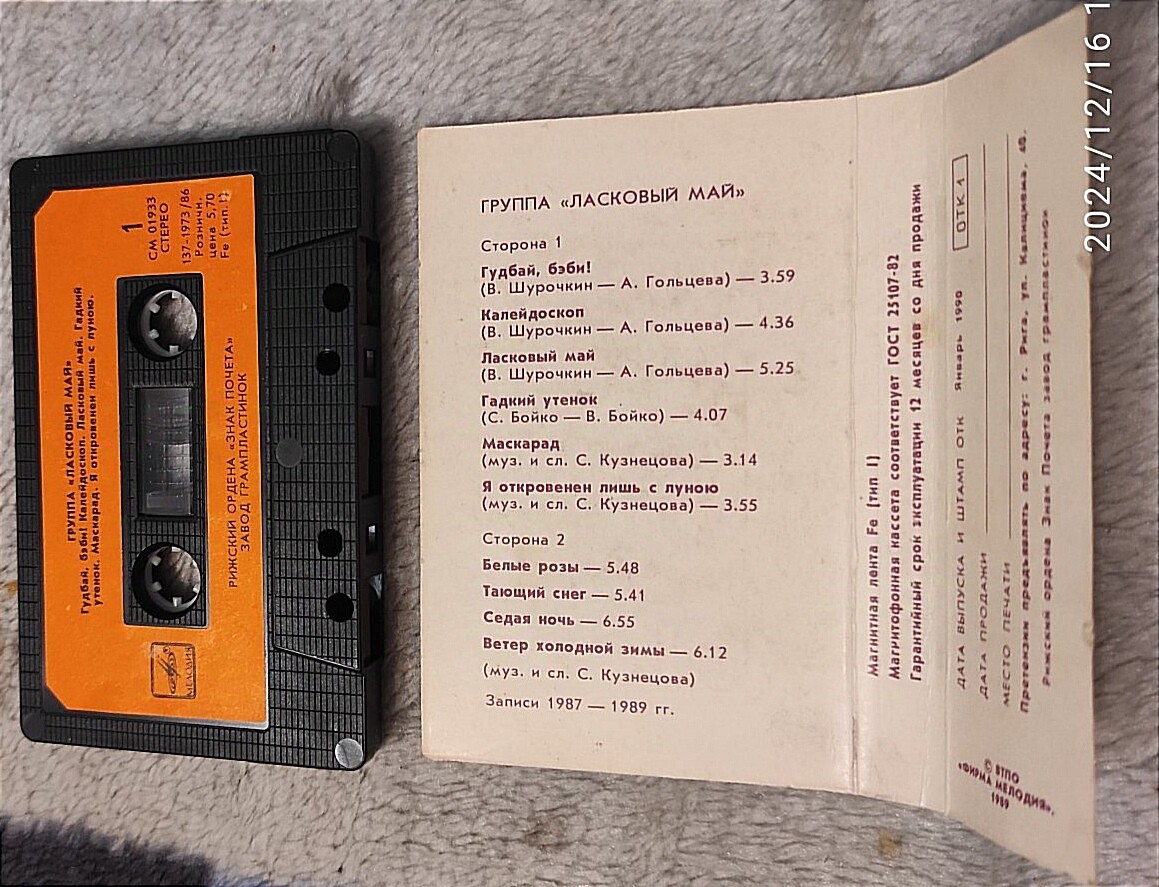 ГРУППА «ЛАСКОВЫЙ МАЙ»
Гудбай, бэби! Калейдоскоп. Ласковый май. Гадкий
утенок. Маскарад. Я откровенен лишь с луною.
1
СМ 01933
СТЕРЕО
137-1973/86
Розничн.
цена 5,70
Fe (тип I)
РИЖСКИЙ ОРДЕНА «ЗНАК ПОЧЕТА»
ЗАВОД ГРАМПЛАСТИНОК
МЕЛОДИЯ
ГРУППА «ЛАСКОВЫЙ МАЙ»
Сторона 1
Гудбай, бэби!
(В. Шурочкин — А. Гольцева) — 3.59
Калейдоскоп
(В. Шурочкин — А. Гольцева) — 4.36
Ласковый май
(В. Шурочкин — А. Гольцева) — 5.25
Гадкий утенок
(С. Бойко — В. Бойко) — 4.07
Маскарад
(муз. и сл. С. Кузнецова) — 3.14
Я откровенен лишь с луною
(муз. и сл. С. Кузнецова) — 3.55
Сторона 2
Белые розы — 5.48
Тающий снег — 5.41
Седая ночь — 6.55
Ветер холодной зимы — 6.12
(муз. и сл. С. Кузнецова)
Записи 1987 — 1989 гг.
Магнитная лента Fe [тип I]
Магнитофонная кассета соответствует ГОСТ 25107-82
Гарантийный срок эксплуатации 12 месяцев со дня продажи
ДАТА ВЫПУСКА И ШТАМП ОТК Январь 1990 ОТК 1
ДАТА ПРОДАЖИ
МЕСТО ПЕЧАТИ
Претензии предъявлять по адресу: г. Рига, ул.
Рижский ордена Знак Почета завод грампластинок
© ВТПО
«ФИРМА МЕЛОДИЯ»,
1989
2024/12/16 1